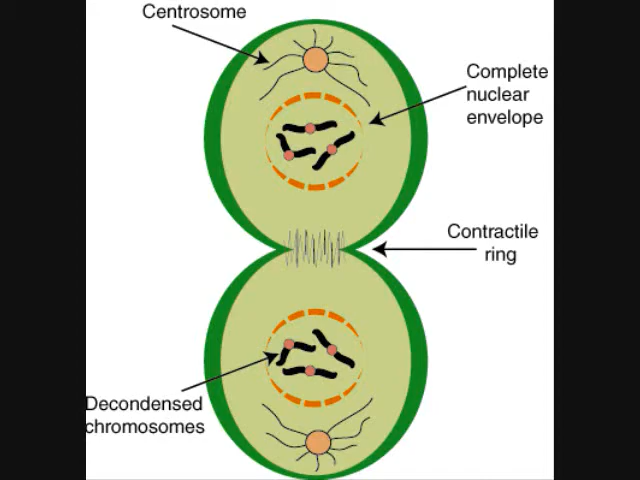 Centrosome
Complete
nuclear
envelope
Contractile
ring
Decondensed
chromosomes